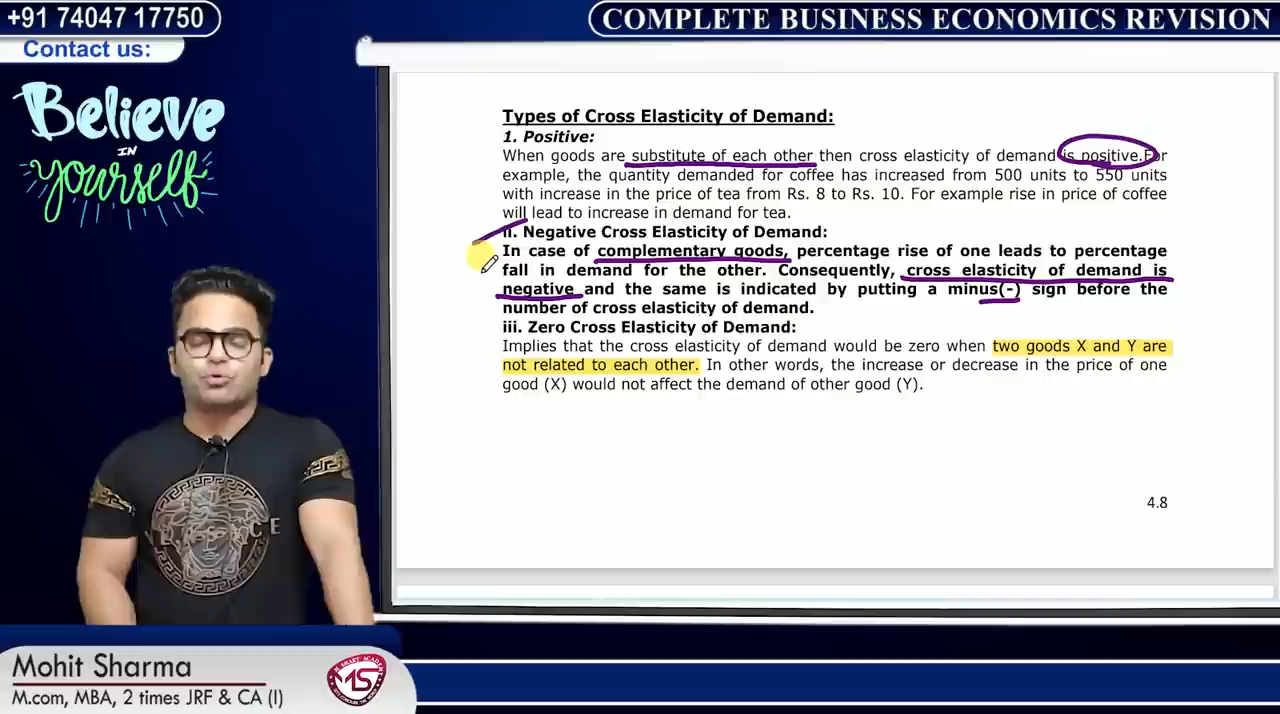 +91 74047 17750
Contact us:
COMPLETE BUSINESS ECONOMICS REVISION
Believe
IN
yourself
Types of Cross Elasticity of Demand:
1. Positive:
When goods are substitute of each other then cross elasticity of demand is positive.For
example, the quantity demanded for coffee has increased from 500 units to 550 units
with increase in the price of tea from Rs. 8 to Rs. 10. For example rise in price of coffee
will lead to increase in demand for tea.
ii. Negative Cross Elasticity of Demand:
In case of complementary goods, percentage rise of one leads to percentage
fall in demand for the other. Consequently, cross elasticity of demand is
negative and the same is indicated by putting a minus(-) sign before the
number of cross elasticity of demand.
iii. Zero Cross Elasticity of Demand:
Implies that the cross elasticity of demand would be zero when two goods X and Y are
not related to each other. In other words, the increase or decrease in the price of one
good (X) would not affect the demand of other good (Y).
4.8
Mohit Sharma
M.com, MBA, 2 times JRF & CA (I)
MS